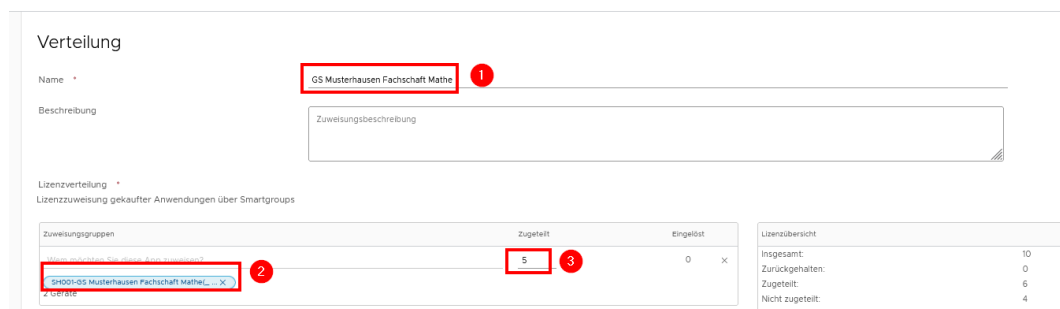 Verteilung
Name *
GS Musterhausen Fachschaft Mathe
1
Beschreibung
Zuweisungsbeschreibung
Lizenzverteilung *
Lizenzzuweisung gekaufter Anwendungen über Smartgroups
Zuweisungsgruppen Zugeteilt Eingelöst
Wem möchten Sie diese App zuweisen? 5 3 0 ×
2
SH001-GS Musterhausen Fachschaft Mathe(_ ... X
2 Geräte
Lizenzübersicht
Insgesamt: 10
Zurückgehalten: 0
Zugeteilt: 6
Nicht zugeteilt: 4